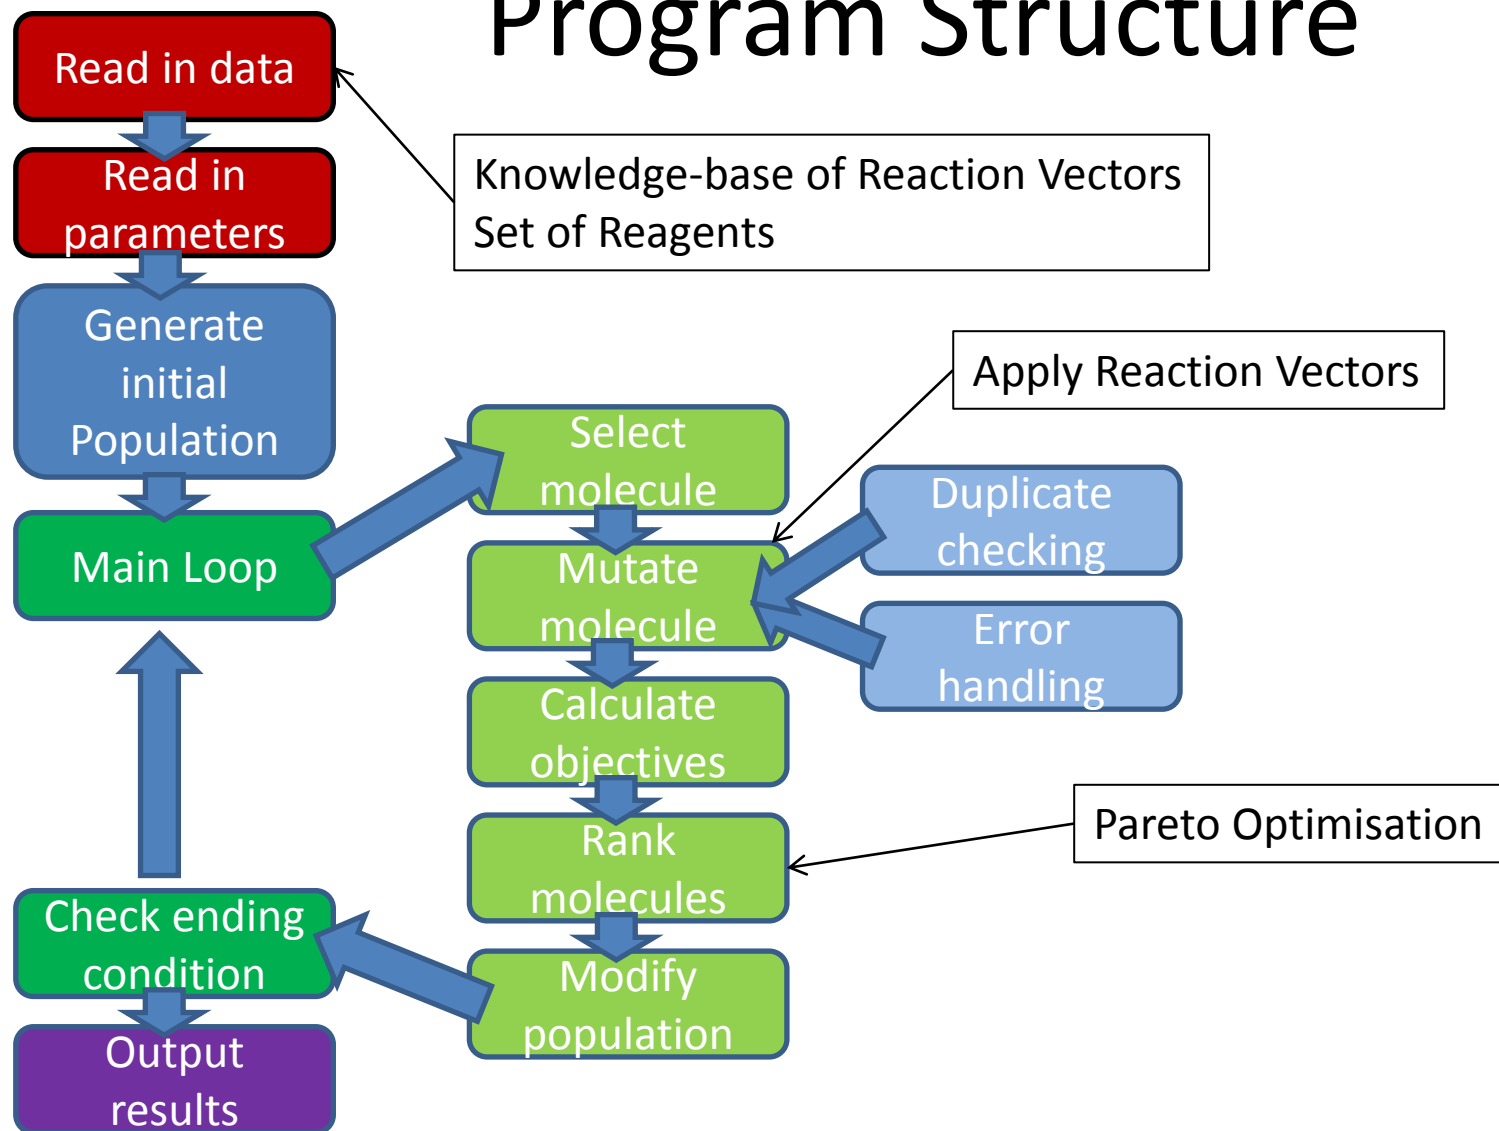 Program Structure
Read in data
Read in
parameters
Knowledge-base of Reaction Vectors
Set of Reagents
Generate
initial
Population
Main Loop
Select
molecule
Apply Reaction Vectors
Mutate
molecule
Duplicate
checking
Error
handling
Calculate
objectives
Rank
molecules
Pareto Optimisation
Modify
population
Check ending
condition
Output
results